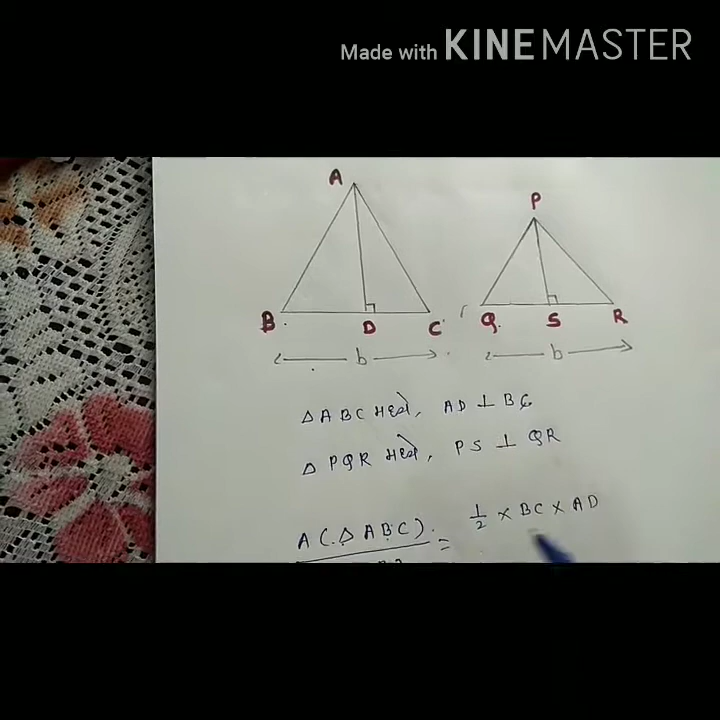 Made with KINEMASTER
A
P
B
D
C
Q
S
R
b
b
Δ ABC मध्ये, AD ⊥ BC
Δ PQR मध्ये, PS ⊥ QR
A(Δ ABC) = 1/2 × BC × AD